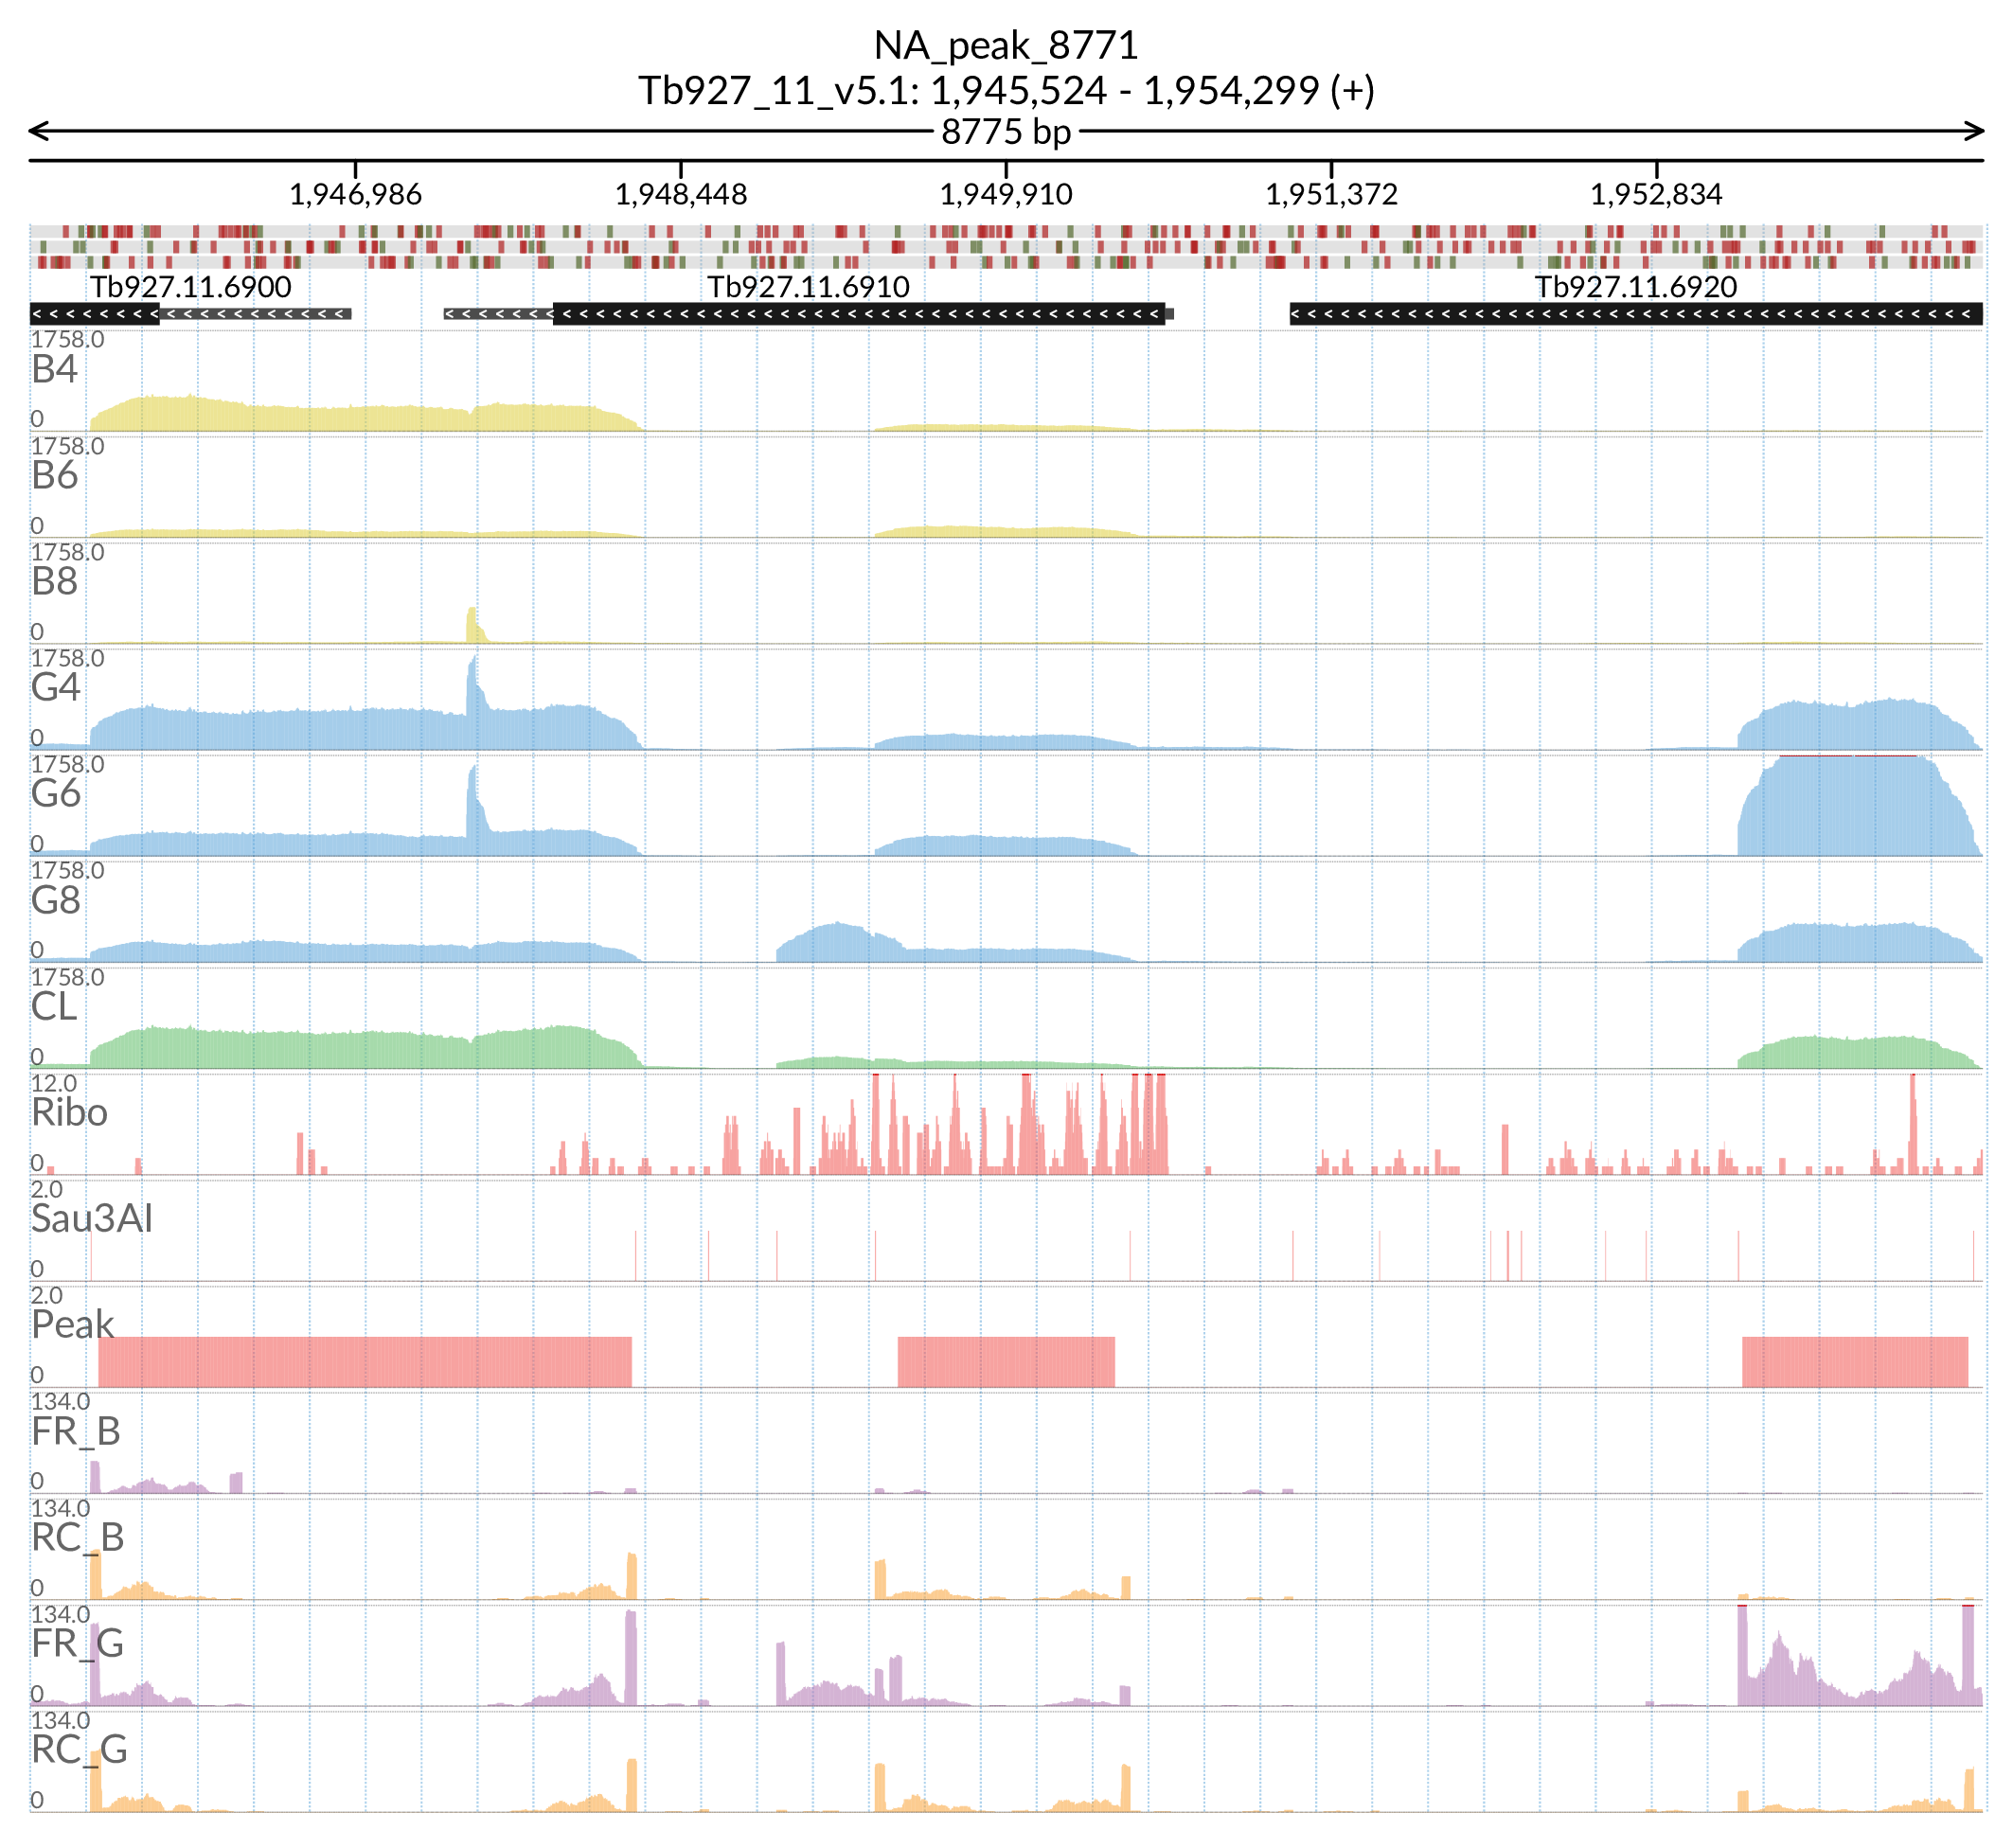 NA_peak_8771
Tb927_11_v5.1: 1,945,524 - 1,954,299 (+)
8775 bp
1,946,986 1,948,448 1,949,910 1,951,372 1,952,834
Tb927.11.6900 Tb927.11.6910 Tb927.11.6920
1758.0
B4
0
1758.0
B6
0
1758.0
B8
0
1758.0
G4
0
1758.0
G6
0
1758.0
G8
0
1758.0
CL
0
12.0
Ribo
0
2.0
Sau3AI
0
2.0
Peak
0
134.0
FR_B
0
134.0
RC_B
0
134.0
FR_G
0
134.0
RC_G
0